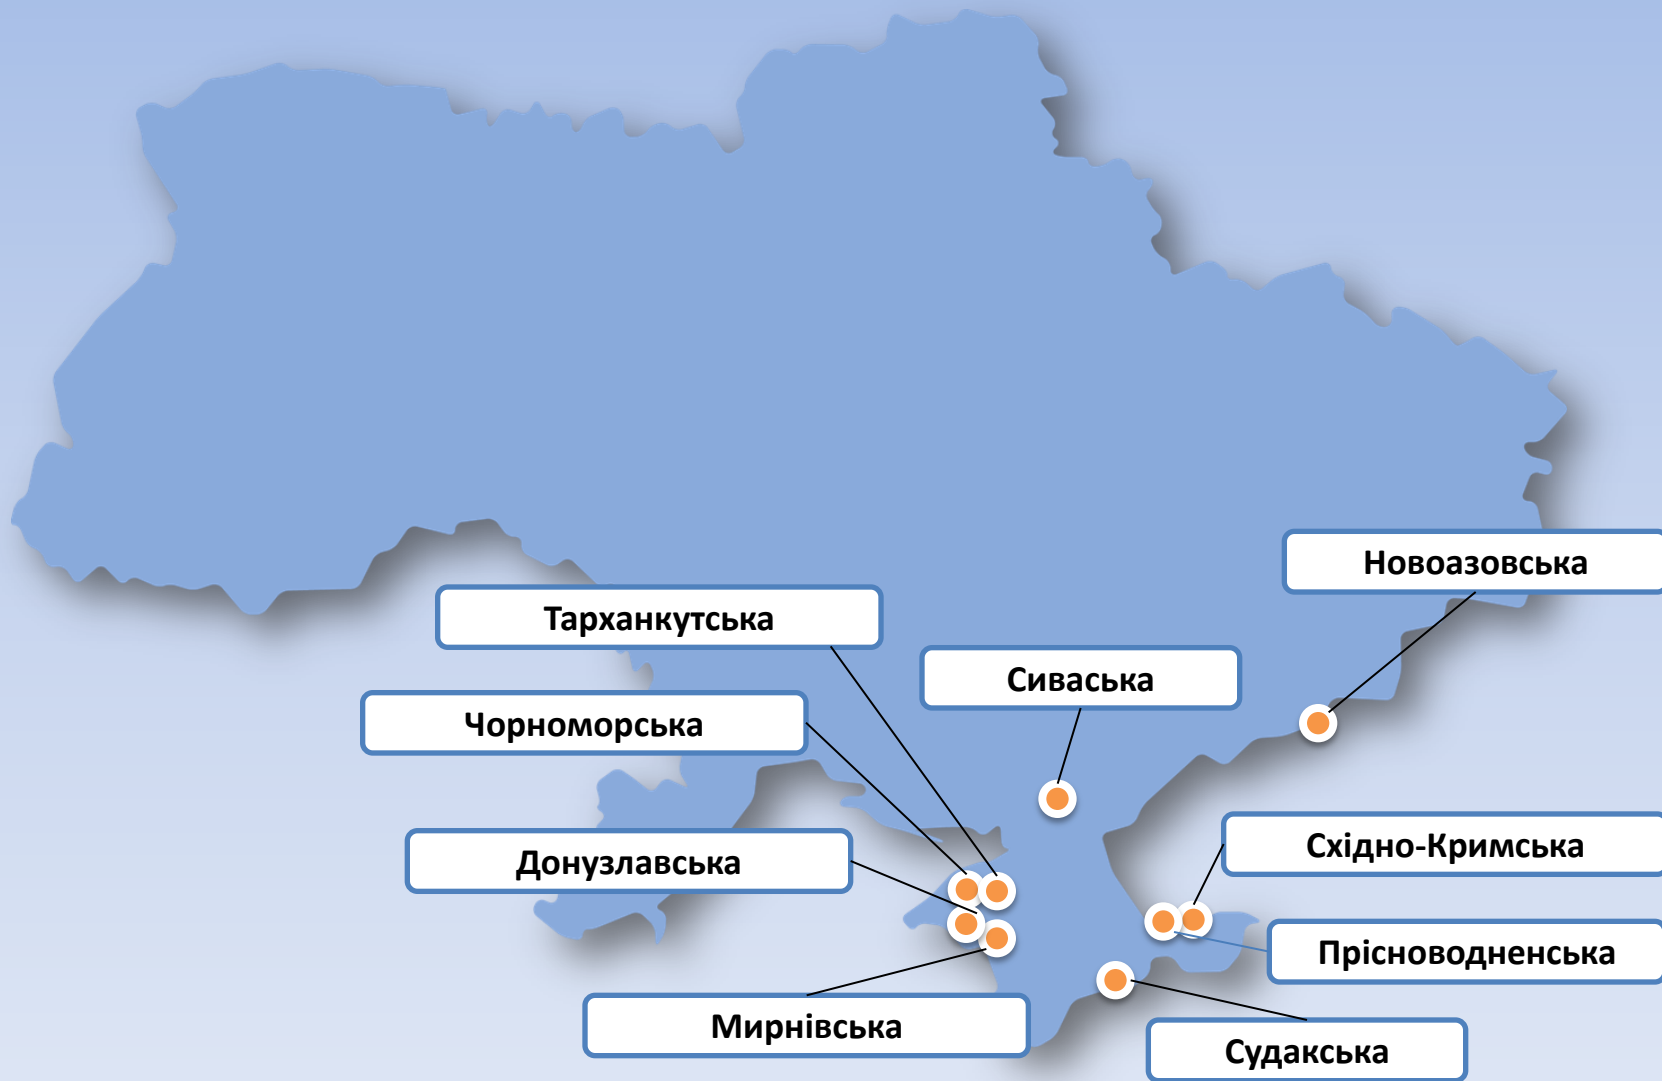 Новоазовська
Тарханкутська
Сиваська
Чорноморська
Східно-Кримська
Донузлавська
Прісноводненська
Мирнівська
Судакська